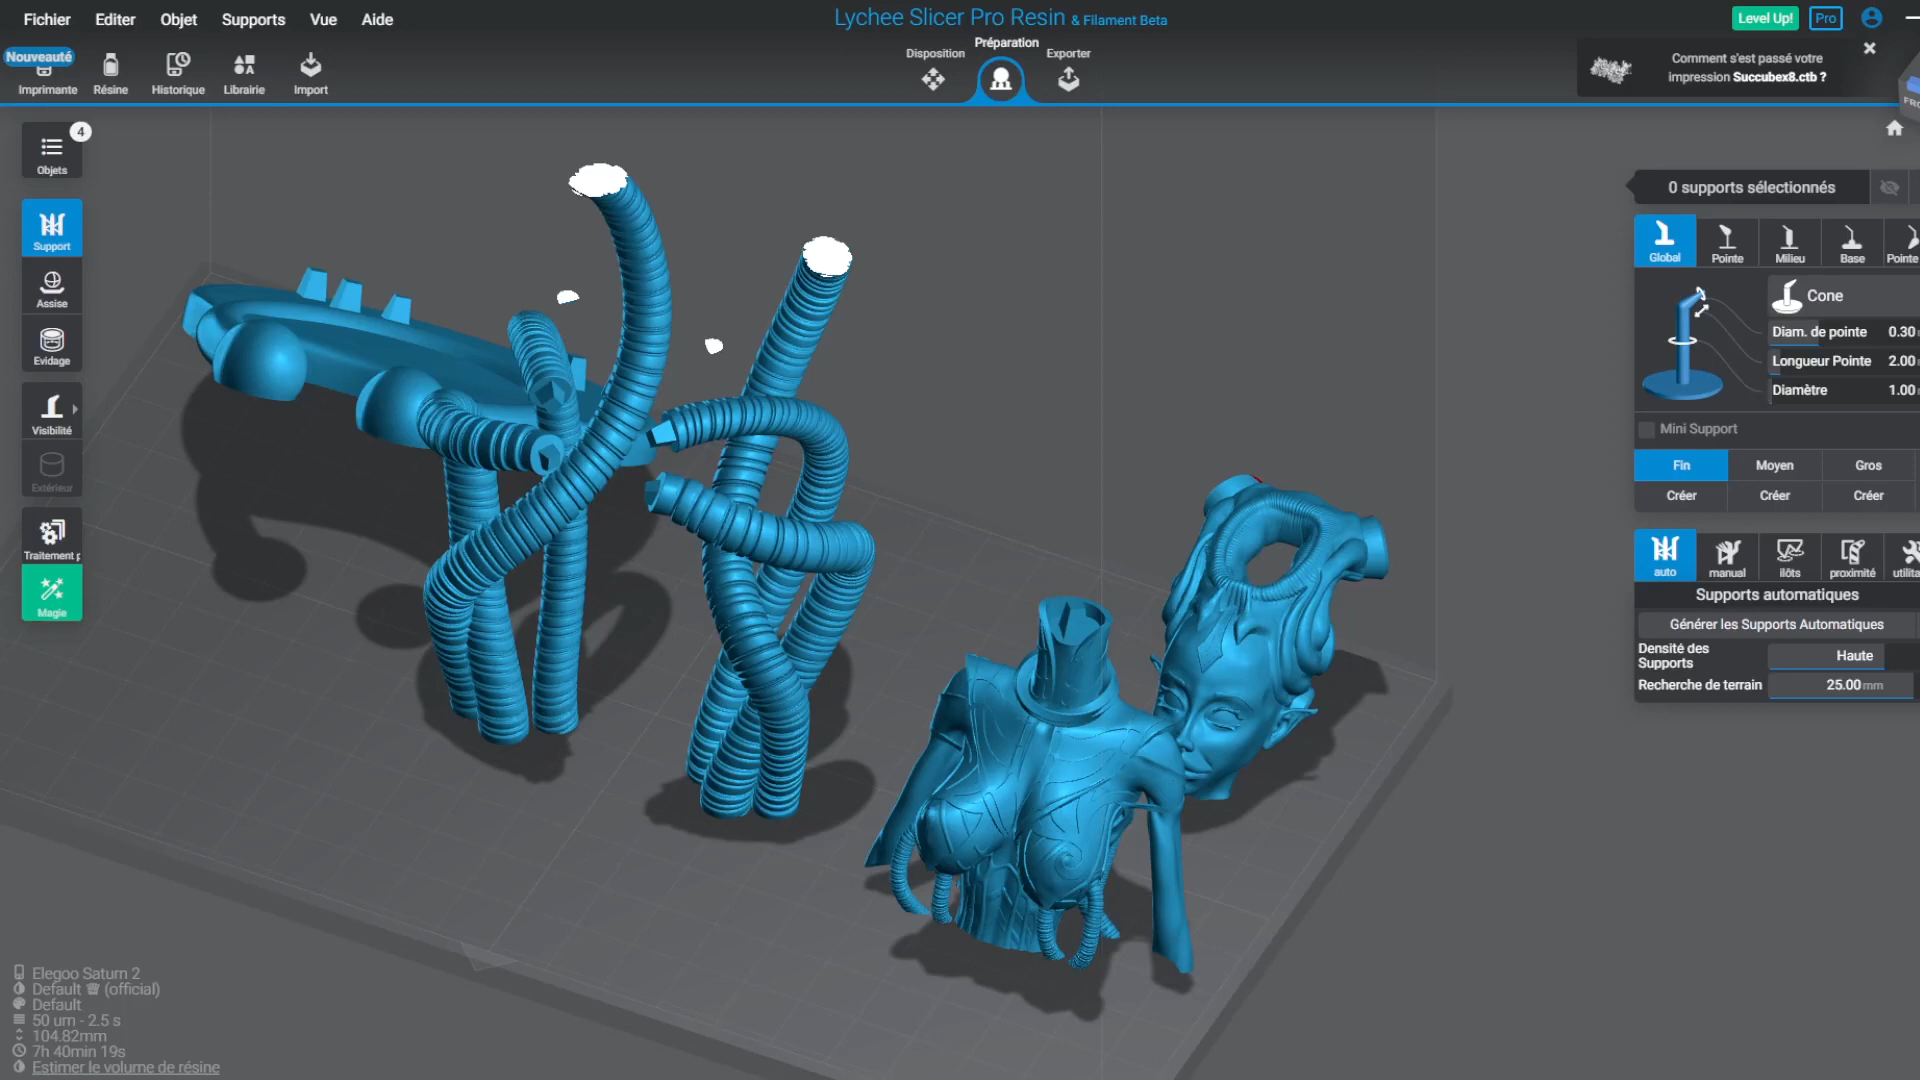 Fichier Editer Objet Supports Vue Aide
Lychee Slicer Pro Resin & Filament Beta
Level Up! Pro
Nouveauté
Imprimante Résine Historique Librairie Import
Disposition Préparation Exporter
Comment s'est passé votre
impression Succubex8.ctb ?
4
Objets
Support
Assise
Evidage
Visibilité
Extérieur
Traitement
Magie
0 supports sélectionnés
Global Pointe Milieu Base Pointe
Cone
Diam. de pointe 0.30
Longueur Pointe 2.00
Diamètre 1.00
Mini Support
Fin Moyen Gros
Créer Créer Créer
auto manual ilôts proximité utilita
Supports automatiques
Générer les Supports Automatiques
Densité des
Supports Haute
Recherche de terrain 25.00 mm
Elegoo Saturn 2
Default (official)
Default
50 um - 2.5 s
104.82mm
7h 40min 19s
Estimer le volume de résine